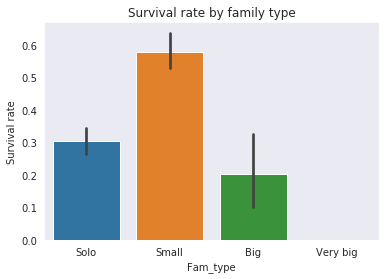 Survival rate by family type
Survival rate
0.6
0.5
0.4
0.3
0.2
0.1
0.0
Solo Small Big Very big
Fam_type